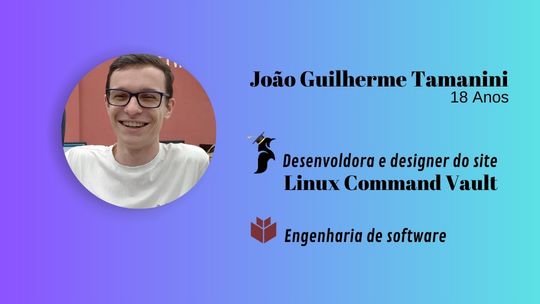 João Guilherme Tamanini
18 Anos
Desenvoldora e designer do site
Linux Command Vault
Engenharia de software